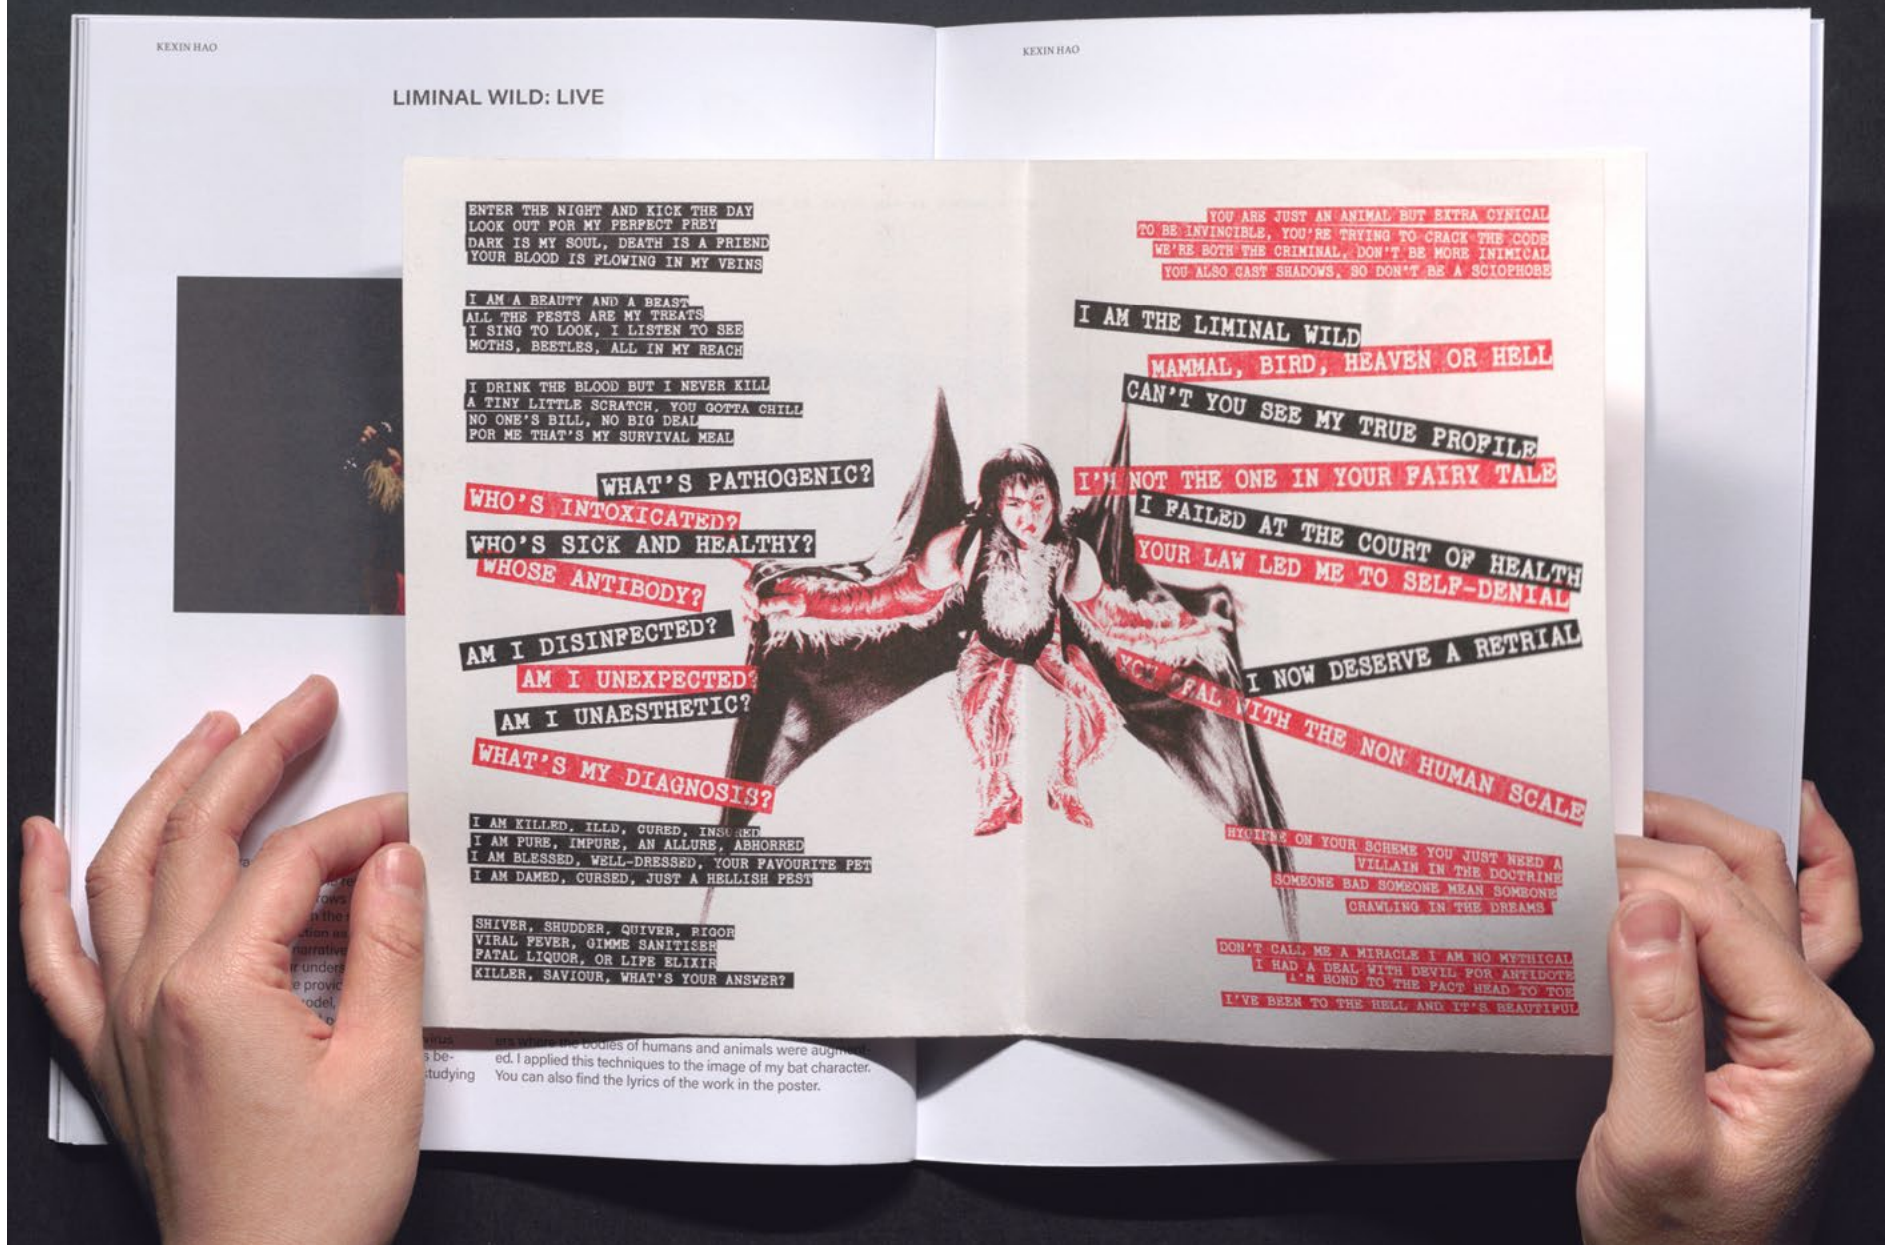 KEXIN HAO
KEXIN HAO
LIMINAL WILD: LIVE
ENTER THE NIGHT AND KICK THE DAY
LOOK OUT FOR MY PERFECT PREY
DARK IS MY SOUL, DEATH IS A FRIEND
YOUR BLOOD IS FLOWING IN MY VEINS
I AM A BEAUTY AND A BEAST
ALL THE PESTS ARE MY TREATS
I SING TO LOOK, I LISTEN TO SEE
MOTHS, BEETLES, ALL IN MY REACH
I DRINK THE BLOOD BUT I NEVER KILL
A TINY LITTLE SCRATCH, YOU GOTTA CHILL
NO ONE'S BILL, NO BIG DEAL
FOR ME THAT'S MY SURVIVAL MEAL
WHAT'S PATHOGENIC?
WHO'S INTOXICATED?
WHO'S SICK AND HEALTHY?
WHOSE ANTIBODY?
AM I DISINFECTED?
AM I UNEXPECTED?
AM I UNAESTHETIC?
WHAT'S MY DIAGNOSIS?
I AM KILLED, ILLD, CURED, INSURED
I AM PURE, IMPURE, AN ALLURE, ABHORRED
I AM BLESSED, WELL-DRESSED, YOUR FAVOURITE PET
I AM DAMED, CURSED, JUST A HELLISH PEST
SHIVER, SHUDDER, QUIVER, RIGOR
VIRAL FEVER, GIMME SANITISER
FATAL LIQUOR, OR LIFE ELIXIR
KILLER, SAVIOUR, WHAT'S YOUR ANSWER?
YOU ARE JUST AN ANIMAL BUT EXTRA CYNICAL
TO BE INVINCIBLE, YOU'RE TRYING TO CRACK THE CODE
WE'RE BOTH THE CRIMINAL, DON'T BE MORE INIMICAL
YOU ALSO CAST SHADOWS, SO DON'T BE A SCIOPHOBE
I AM THE LIMINAL WILD
MAMMAL, BIRD, HEAVEN OR HELL
CAN'T YOU SEE MY TRUE PROFILE
I'M NOT THE ONE IN YOUR FAIRY TALE
I FAILED AT THE COURT OF HEALTH
YOUR LAW LED ME TO SELF-DENIAL
I NOW DESERVE A RETRIAL
YOU DEAL WITH THE NON HUMAN SCALE
HYGIENE ON YOUR SCHEME YOU JUST NEED A
VILLAIN IN THE DOCTRINE
SOMEONE BAD SOMEONE MEAN SOMEONE
CRAWLING IN THE DREAMS
DON'T CALL ME A MIRACLE I AM NO MYTHICAL
I HAD A DEAL WITH DEVIL FOR ANTIDOTE
I'M BOND TO THE PACT HEAD TO TOE
I'VE BEEN TO THE HELL AND IT'S BEAUTIFUL
virus
s be-
studying
ers where the bodies of humans and animals were augment-
ed. I applied this techniques to the image of my bat character.
You can also find the lyrics of the work in the poster.